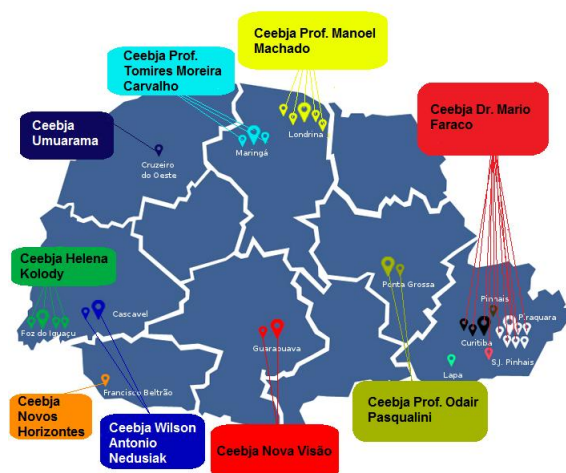 Ceebja Prof. Manoel
Machado
Ceebja Prof.
Tomires Moreira
Carvalho
Ceebja Dr. Mario
Faraco
Ceebja
Umuarama
Londrina
Maringá
Cruzeiro
do Oeste
Ceebja Helena
Kolody
Ponta Grossa
Pinhais
Cascavel
Piraquara
Foz do Iguaçu
Curitiba
Guarapuava
S.J. Pinhais
Lapa
Francisco Beltrão
Ceebja
Novos
Horizontes
Ceebja Prof. Odair
Pasqualini
Ceebja Wilson
Antonio
Nedusiak
Ceebja Nova Visão